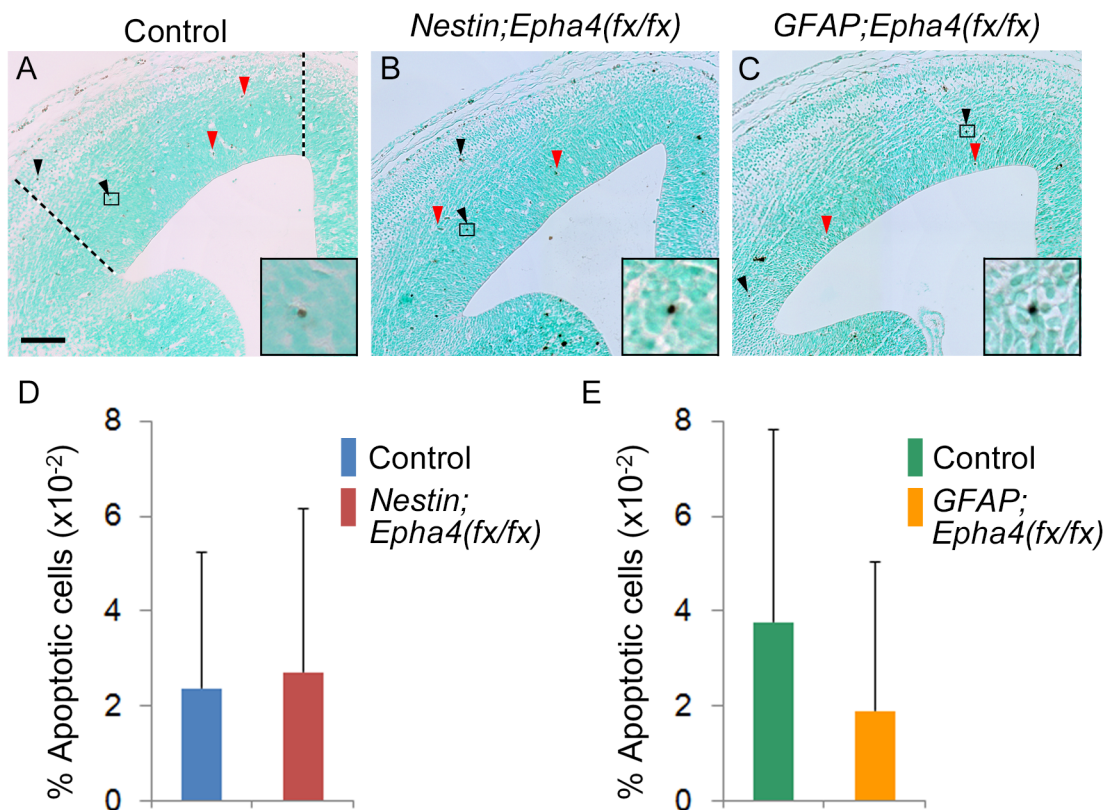 Control
Nestin;Epha4(fx/fx)
GFAP;Epha4(fx/fx)
A
B
C
D
% Apoptotic cells (x10-2)
8
6
4
2
0
Control
Nestin;
Epha4(fx/fx)
E
% Apoptotic cells (x10-2)
8
6
4
2
0
Control
GFAP;
Epha4(fx/fx)